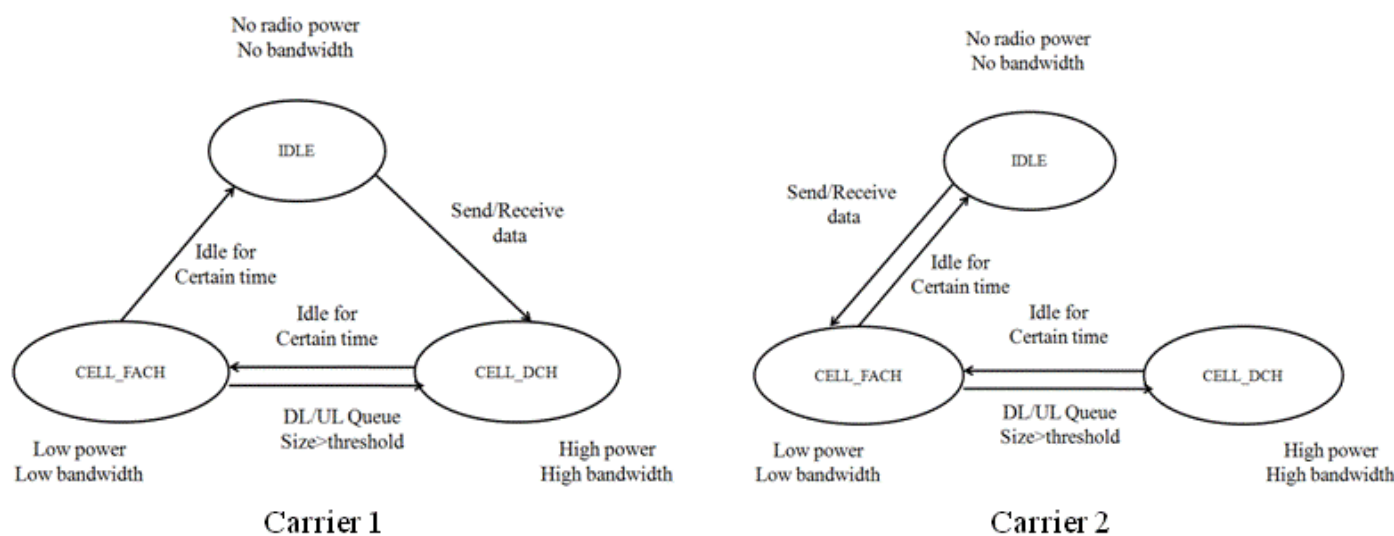 No radio power
No bandwidth
IDLE
Send/Receive
data
Idle for
Certain time
Idle for
Certain time
CELL_FACH
CELL_DCH
DL/UL Queue
Size>threshold
Low power
Low bandwidth
High power
High bandwidth
Carrier 1
No radio power
No bandwidth
IDLE
Send/Receive
data
Idle for
Certain time
Idle for
Certain time
CELL_FACH
CELL_DCH
DL/UL Queue
Size>threshold
Low power
Low bandwidth
High power
High bandwidth
Carrier 2